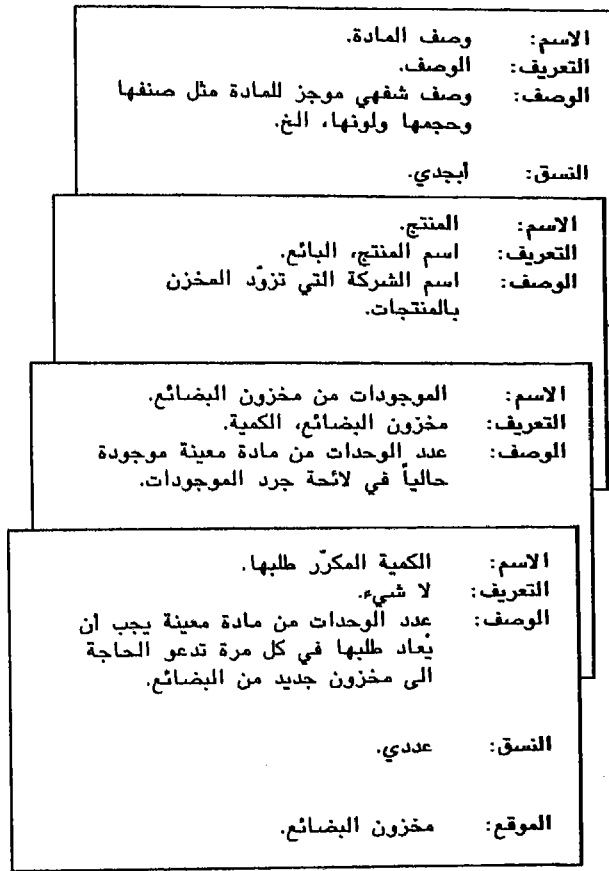 الاسم: وصف المادة.
التعريف: الوصف.
الوصف: وصف شفهي موجز للمادة مثل صنفها
وحجمها ولونها، الخ.
النسق: أبجدي.
الاسم: المنتج.
التعريف: اسم المنتج، البائع.
الوصف: اسم الشركة التي تزوّد المخزن
بالمنتجات.
الاسم: الموجودات من مخزون البضائع.
التعريف: مخزون البضائع، الكمية.
الوصف: عدد الوحدات من مادة معينة موجودة
حالياً في لائحة جرد الموجودات.
الاسم: الكمية المكرّر طلبها.
التعريف: لا شيء.
الوصف: عدد الوحدات من مادة معينة يجب أن
يُعاد طلبها في كل مرة تدعو الحاجة
الى مخزون جديد من البضائع.
النسق: عددي.
الموقع: مخزون البضائع.